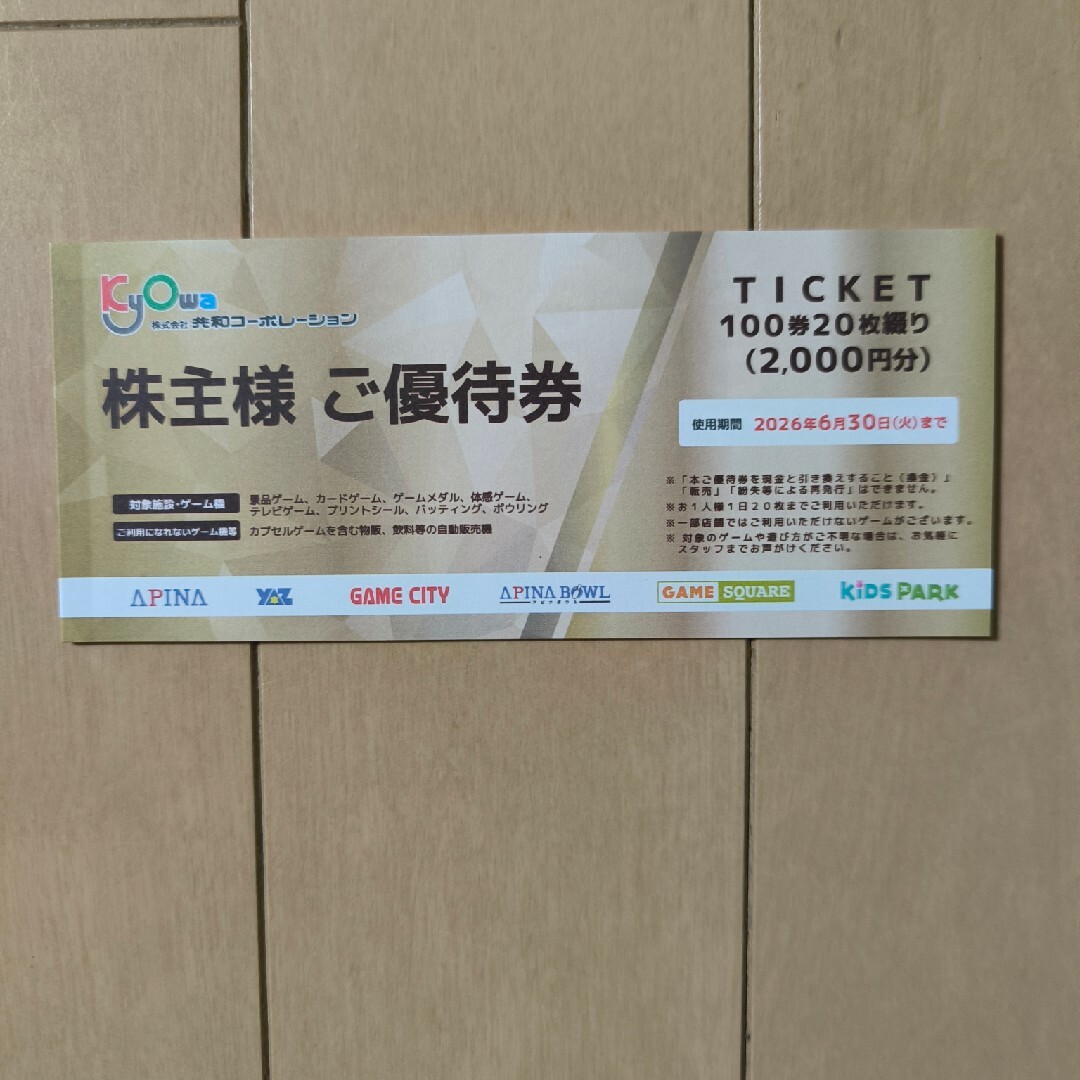 Kyowa
株式会社 共和コーポレーション
株主様 ご優待券
TICKET
100券20枚綴り
(2,000円分)
使用期間 2026年6月30日(火)まで
対象施設・ゲーム機 景品ゲーム、カードゲーム、ゲームメダル、体感ゲーム、
テレビゲーム、プリントシール、バッティング、ボウリング
ご利用になれないゲーム機等 カプセルゲームを含む物販、飲料等の自動販売機
※「本ご優待券を現金と引き換えすること(換金)」
「転売」「紛失等による再発行」はできません。
※お1人様1日20枚までご利用いただけます。
※一部店舗ではご利用いただけないゲームがございます。
※ 対象のゲームや遊び方がご不明な場合は、お気軽に
スタッフまでお声がけください。
APINA YAZ GAME CITY APINA BOWL GAME SQUARE KiDS PARK
アピナボウル